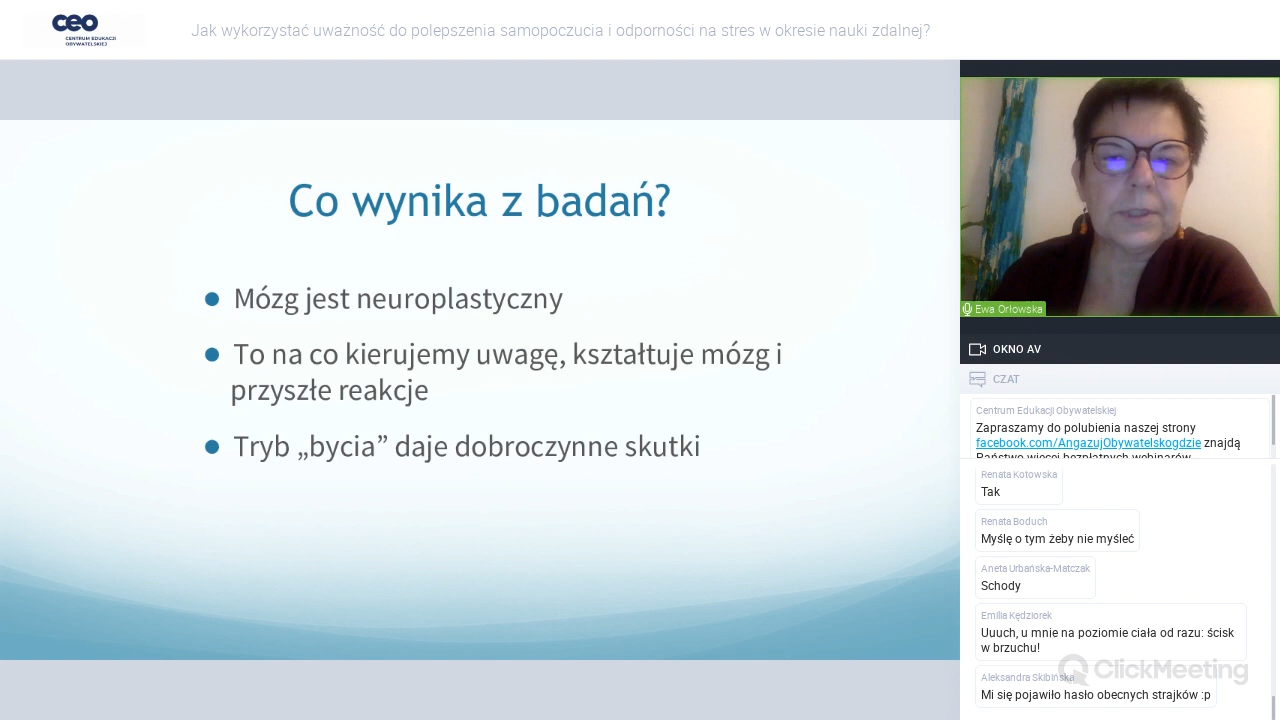 ceo
CENTRUM EDUKACJI
OBYWATELSKIEJ
Jak wykorzystać uważność do polepszenia samopoczucia i odporności na stres w okresie nauki zdalnej?
Co wynika z badań?
Mózg jest neuroplastyczny
To na co kierujemy uwagę, kształtuje mózg i
przyszłe reakcje
Tryb „bycia” daje dobroczynne skutki
Ewa Orłowska
OKNO AV
CZAT
Centrum Edukacji Obywatelskiej
Zapraszamy do polubienia naszej strony
facebook.com/AngazujObywatelskogdzie znajdą
Państwo więcej bezpłatnych webinarów
Renata Kotowska
Tak
Renata Boduch
Myślę o tym żeby nie myśleć
Aneta Urbańska-Matczak
Schody
Emilia Kędziorek
Uuuch, u mnie na poziomie ciała od razu: ścisk
w brzuchu!
Aleksandra Skibińska
Mi się pojawiło hasło obecnych strajków :p
ClickMeeting